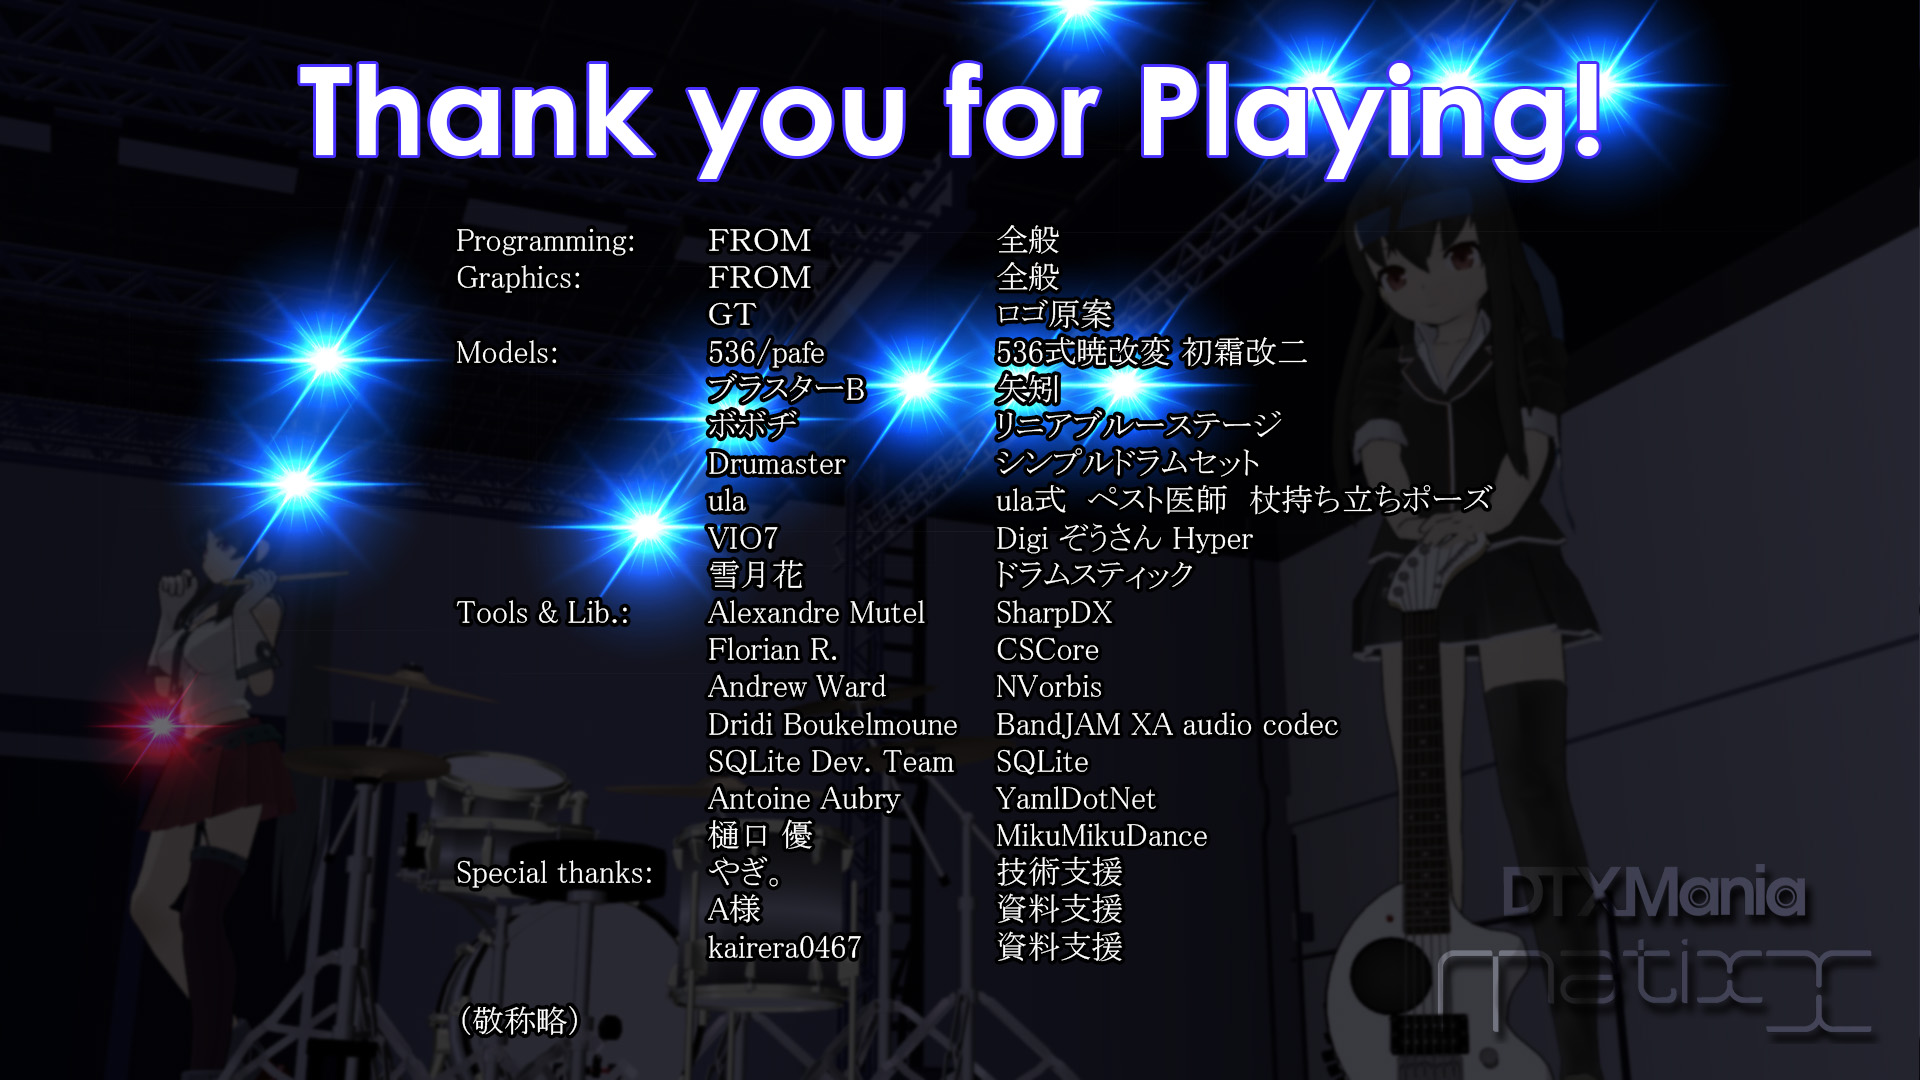 Thank you for Playing!
Programming: FROM 全般
Graphics: FROM 全般
GT ロゴ原案
Models: 536/pafe 536式暁改変 初霜改二
ブラスターB 矢矧
ボボヂ リニアブルーステージ
Drumaster シンプルドラムセット
ula ula式　ペスト医師　杖持ち立ちポーズ
VIO7 Digi ぞうさん Hyper
雪月花 ドラムスティック
Tools & Lib.: Alexandre Mutel SharpDX
Florian R. CSCore
Andrew Ward NVorbis
Dridi Boukelmoune BandJAM XA audio codec
SQLite Dev. Team SQLite
Antoine Aubry YamlDotNet
樋口 優 MikuMikuDance
Special thanks: やぎ。 技術支援
A様 資料支援
kairera0467 資料支援
（敬称略）
DTXMania
matixx